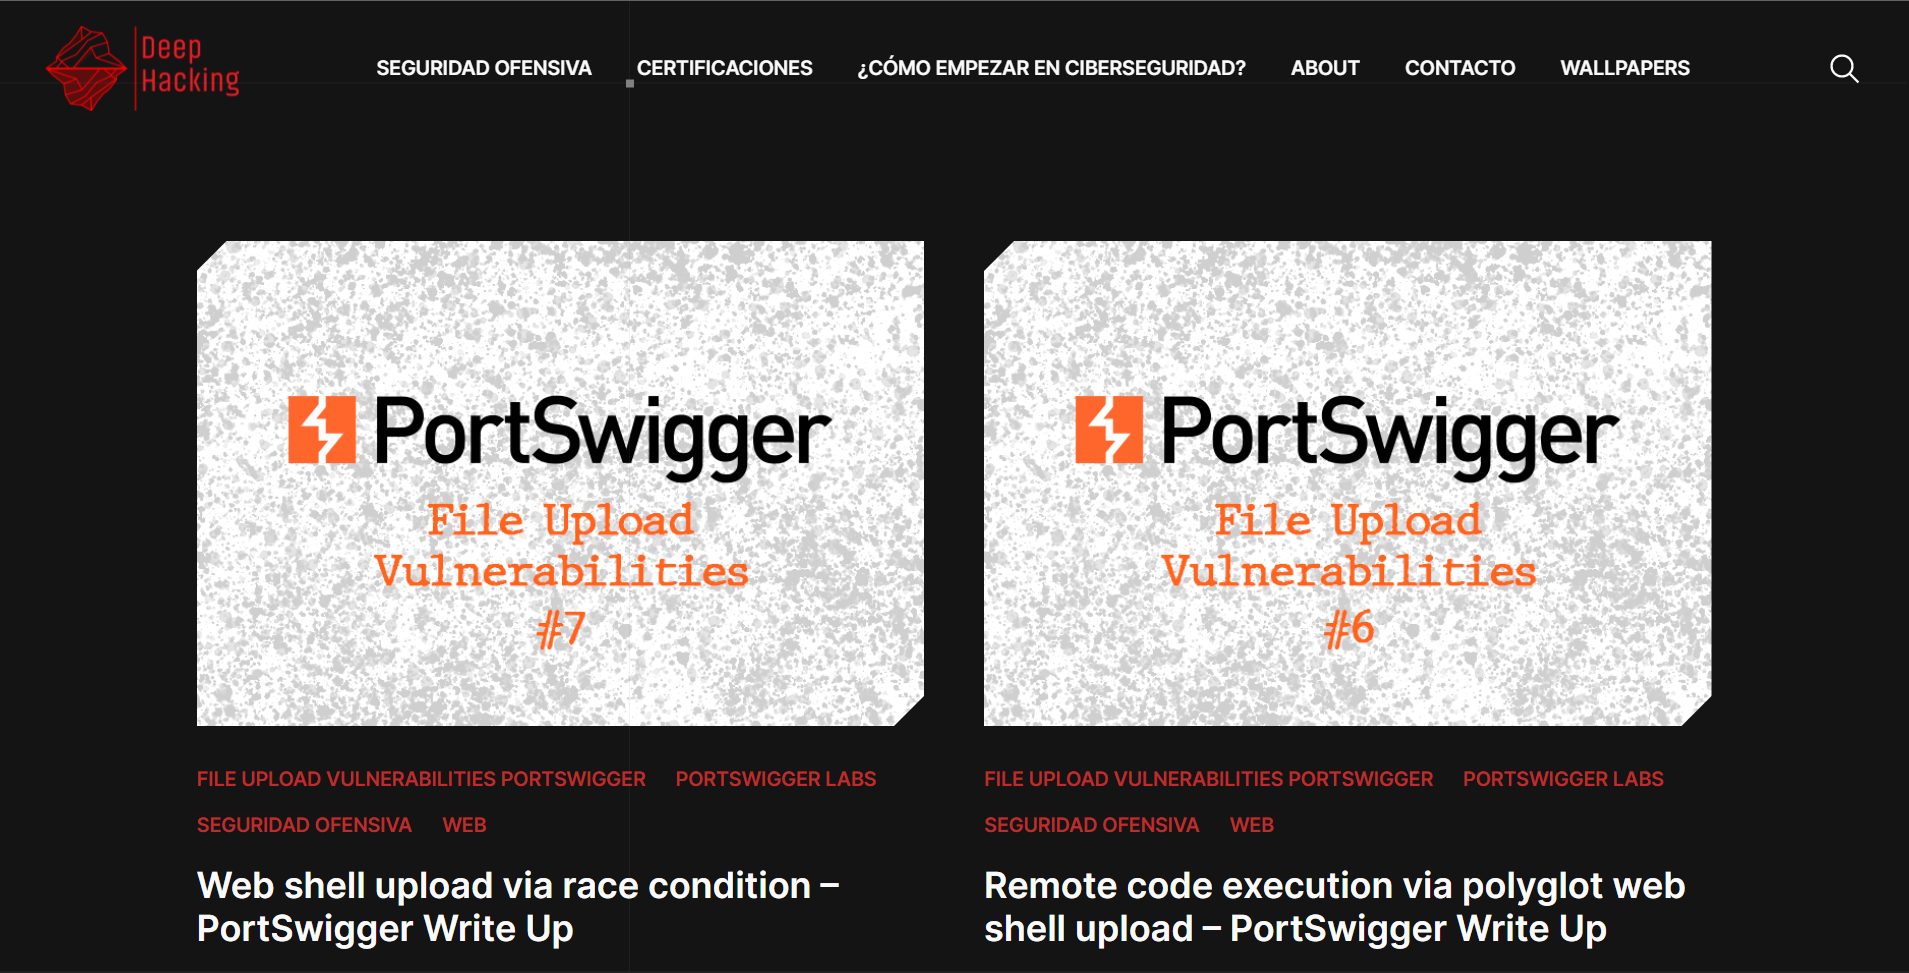 Deep
Hacking
SEGURIDAD OFENSIVA CERTIFICACIONES ¿CÓMO EMPEZAR EN CIBERSEGURIDAD? ABOUT CONTACTO WALLPAPERS
PortSwigger
File Upload
Vulnerabilities
#7
FILE UPLOAD VULNERABILITIES PORTSWIGGER PORTSWIGGER LABS
SEGURIDAD OFENSIVA WEB
Web shell upload via race condition –
PortSwigger Write Up
PortSwigger
File Upload
Vulnerabilities
#6
FILE UPLOAD VULNERABILITIES PORTSWIGGER PORTSWIGGER LABS
SEGURIDAD OFENSIVA WEB
Remote code execution via polyglot web
shell upload – PortSwigger Write Up